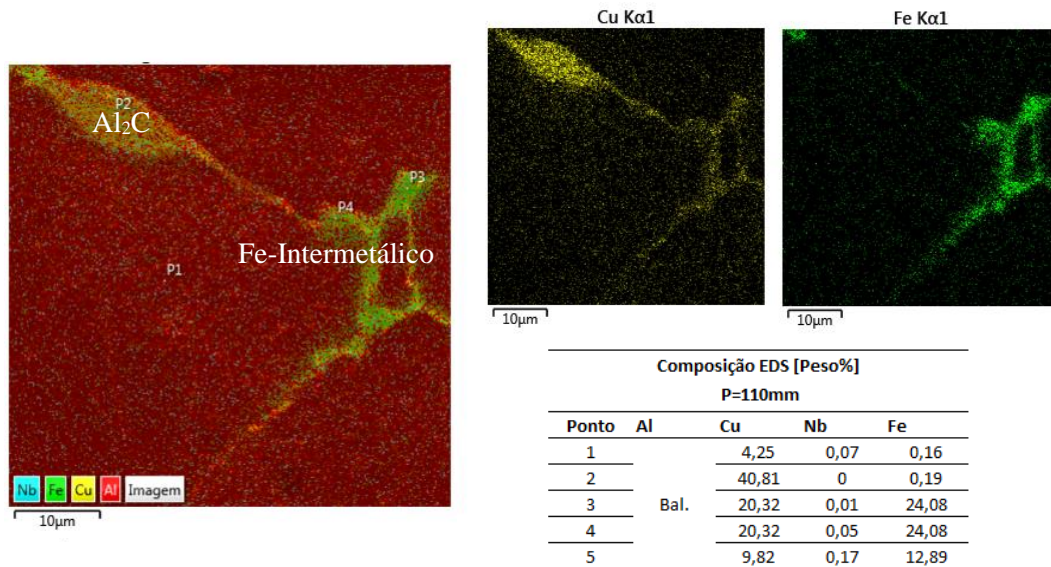 P2
Al₂C
P3
P4
Fe-Intermetálico
P1
Nb Fe Cu Al Imagem
10µm
Cu Kα1
10µm
Fe Kα1
10µm
Composição EDS [Peso%]
P=110mm
Ponto Al Cu Nb Fe
1 4,25 0,07 0,16
2 40,81 0 0,19
3 Bal. 20,32 0,01 24,08
4 20,32 0,05 24,08
5 9,82 0,17 12,89